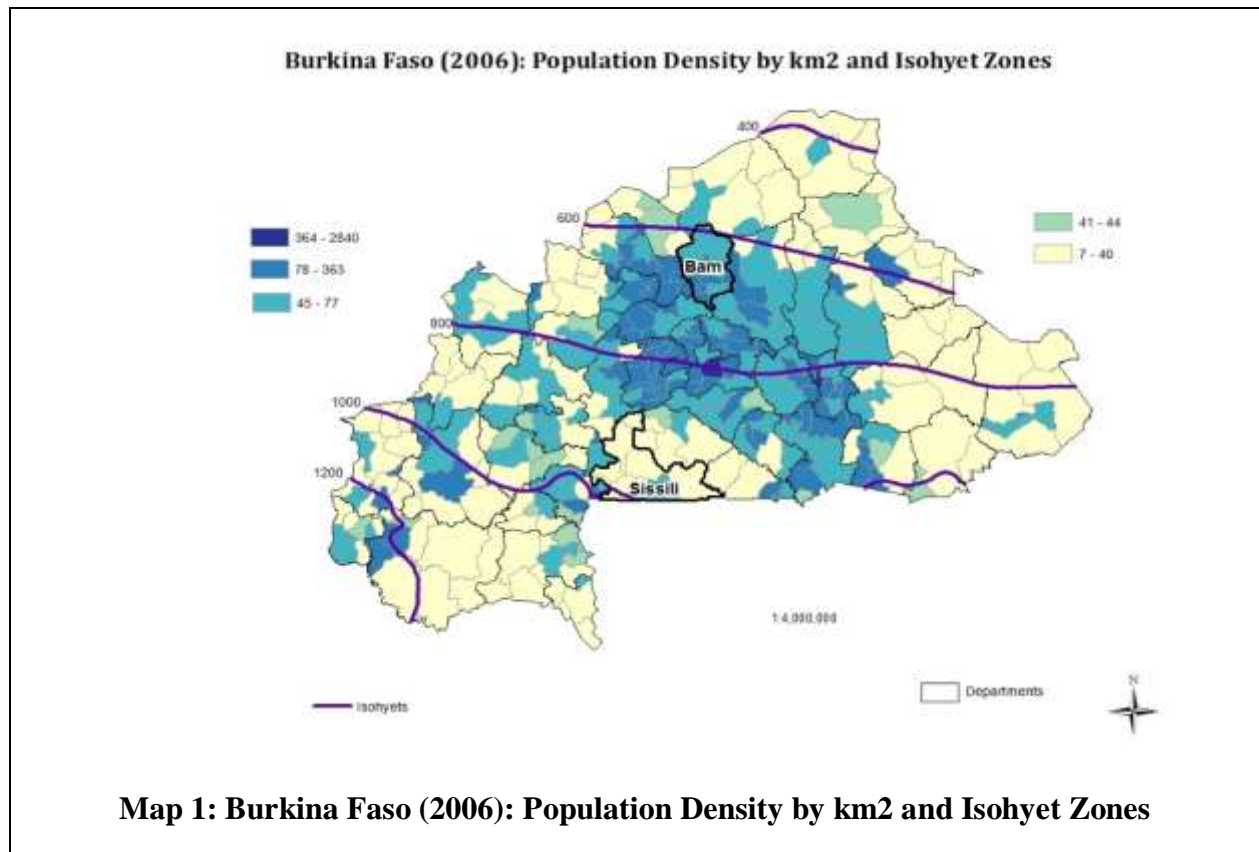 Burkina Faso (2006): Population Density by km2 and Isohyet Zones
400
600
364 - 2840
78 - 363
45 - 77
41 - 44
7 - 40
Bam
800
1000
1200
Sissili
1:4,000,000
Isohyets
Departments
N
Map 1: Burkina Faso (2006): Population Density by km2 and Isohyet Zones